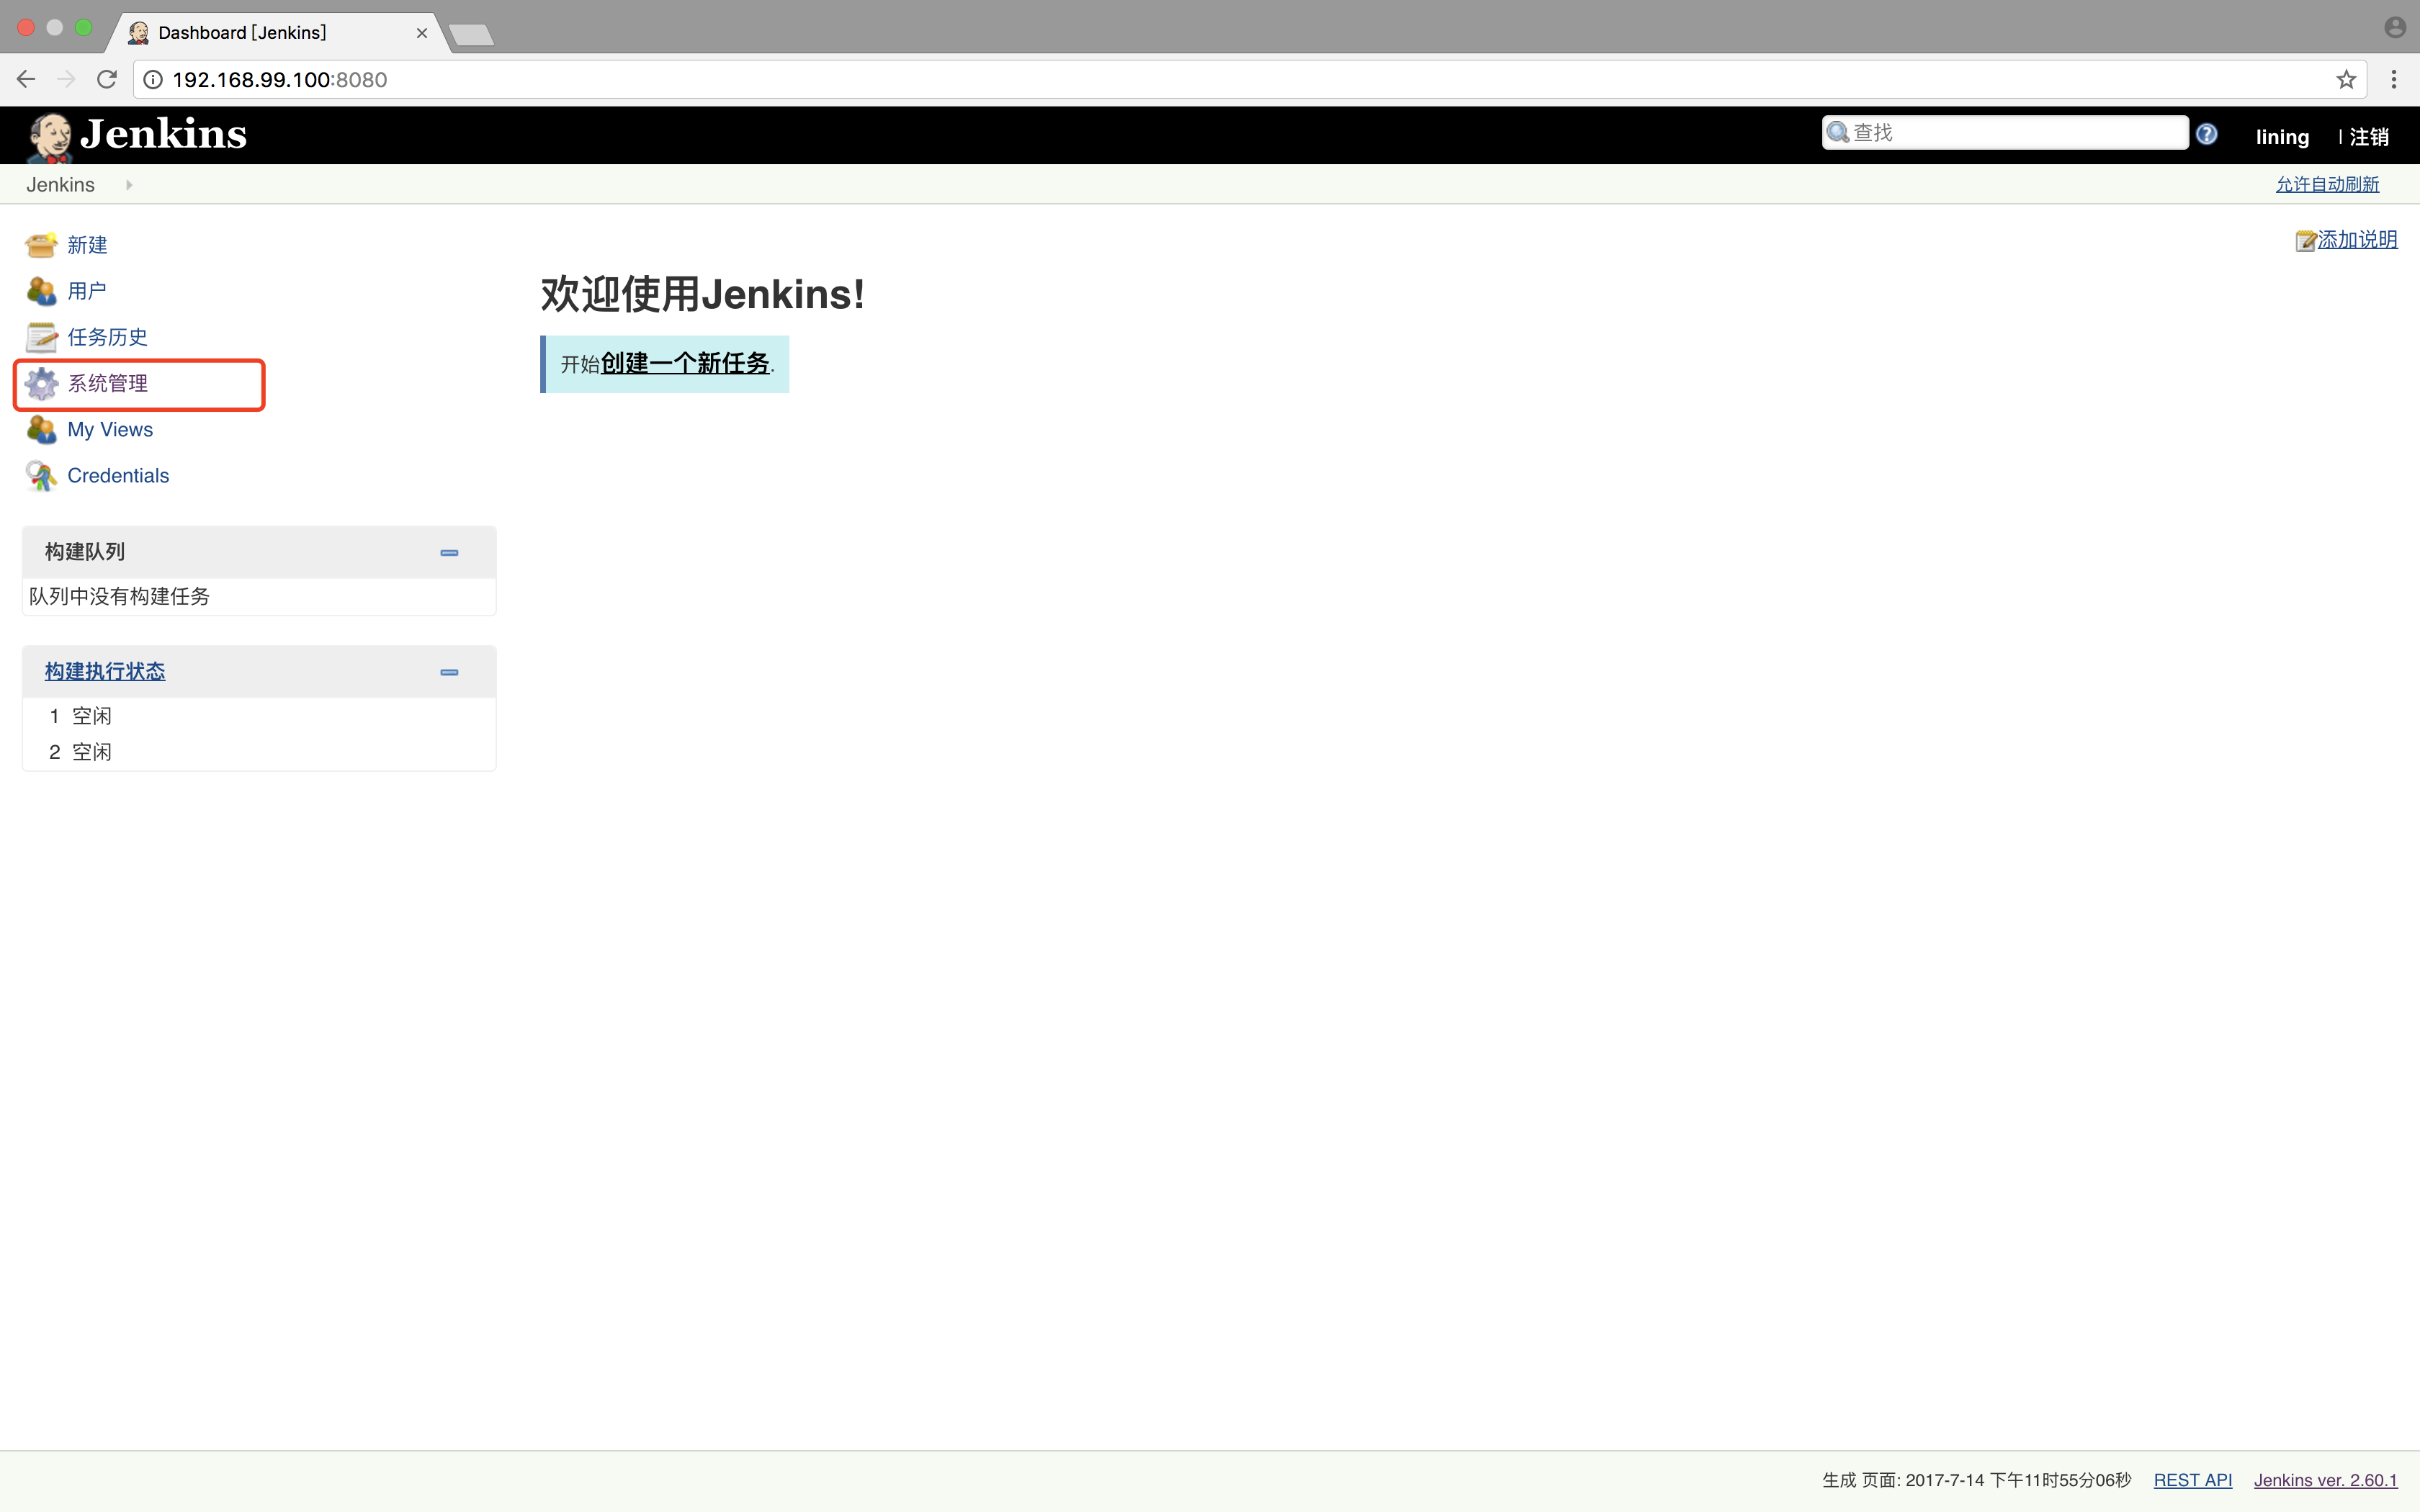 Dashboard [Jenkins]
192.168.99.100:8080
Jenkins
查找
lining
| 注销
Jenkins
允许自动刷新
新建
用户
任务历史
系统管理
My Views
Credentials
添加说明
欢迎使用Jenkins!
开始创建一个新任务.
构建队列
队列中没有构建任务
构建执行状态
1 空闲
2 空闲
生成 页面: 2017-7-14 下午11时55分06秒
REST API
Jenkins ver. 2.60.1